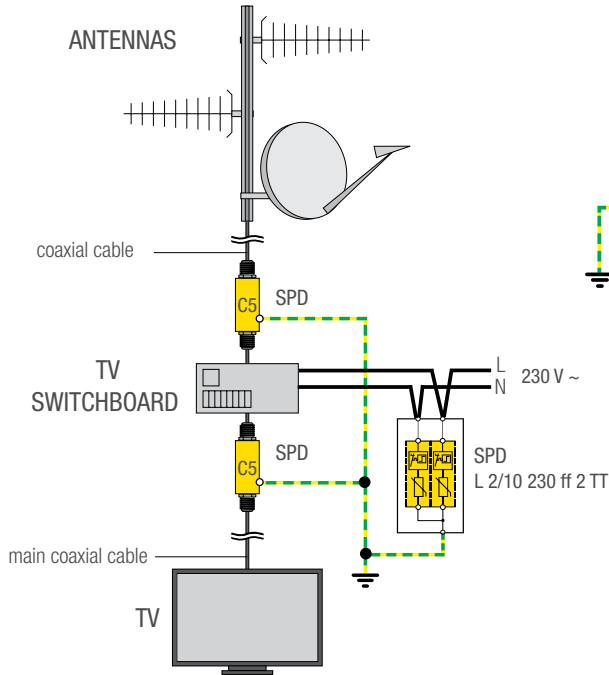 ANTENNAS
coaxial cable
C5
SPD
TV
SWITCHBOARD
L
N
230 V ~
C5
SPD
SPD
L 2/10 230 ff 2 TT
main coaxial cable
TV